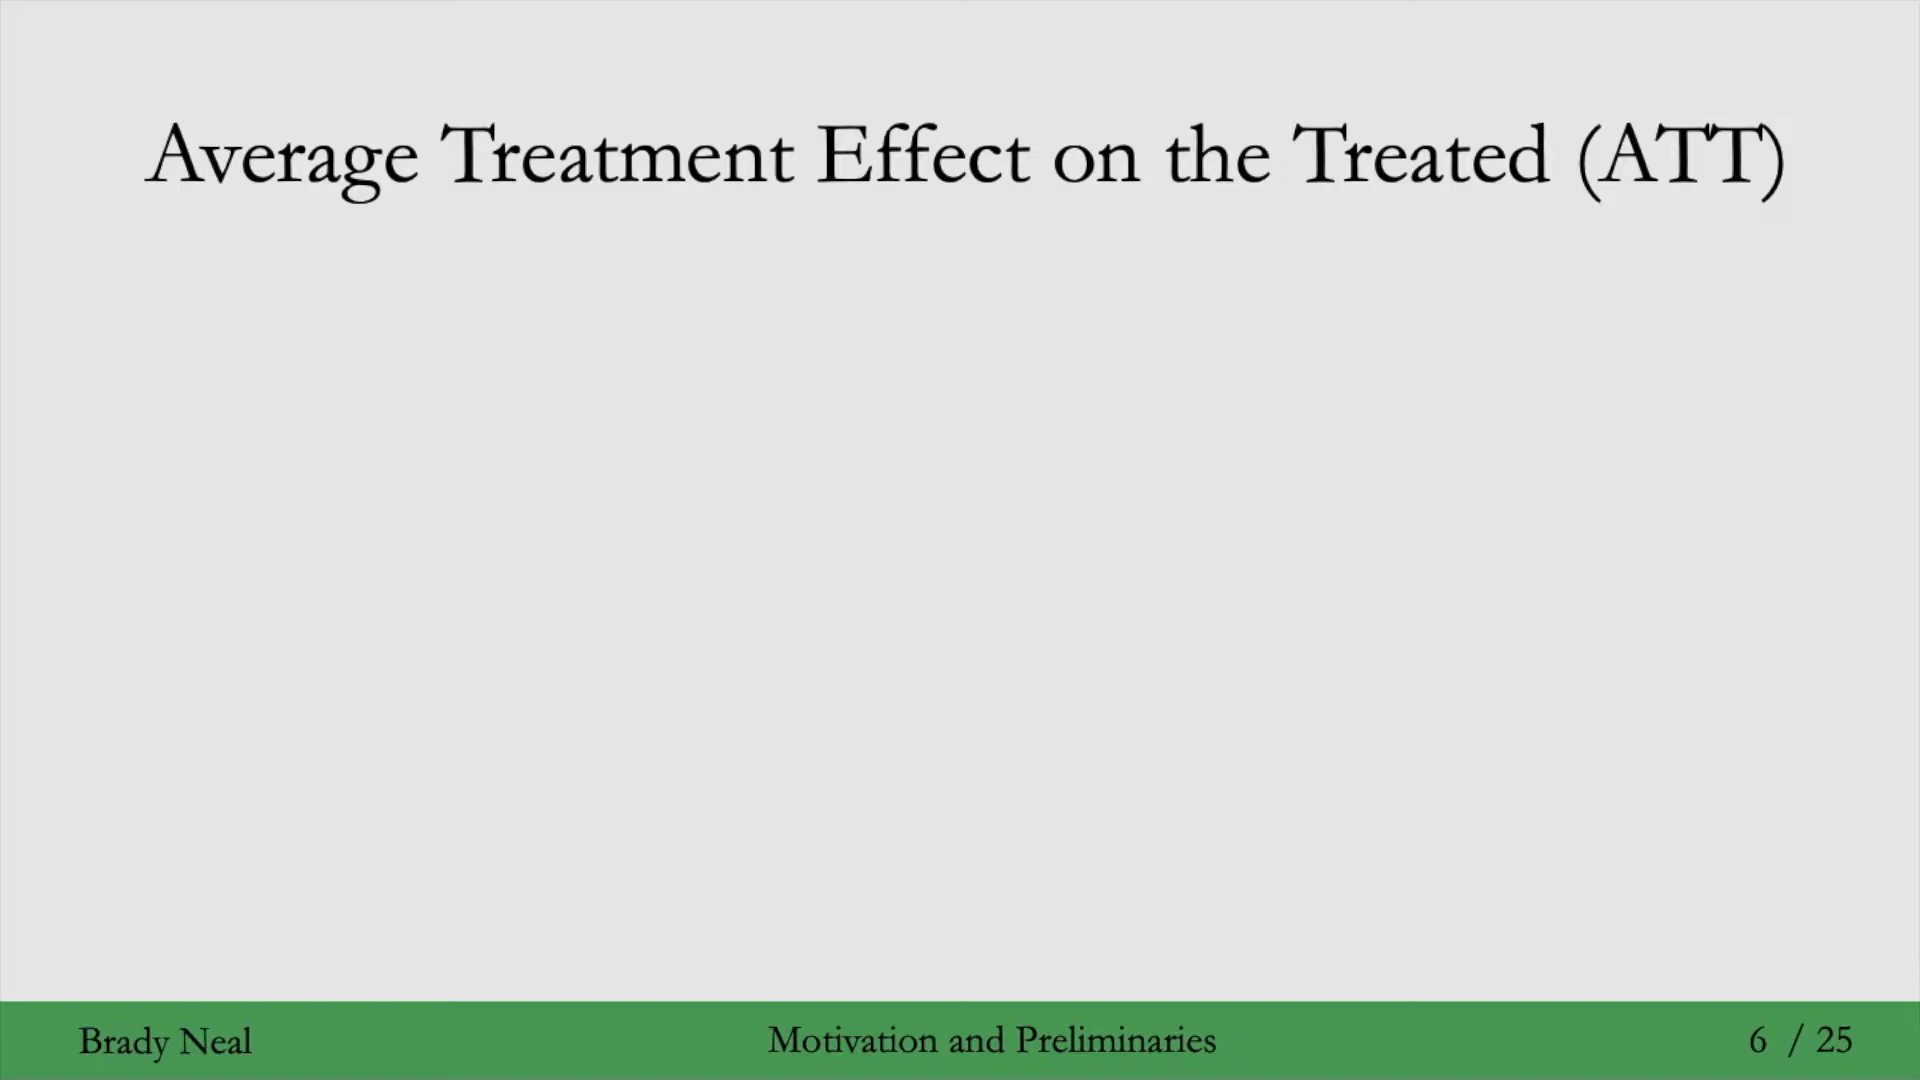 Average Treatment Effect on the Treated (ATT)
Brady Neal
Motivation and Preliminaries
6 / 25